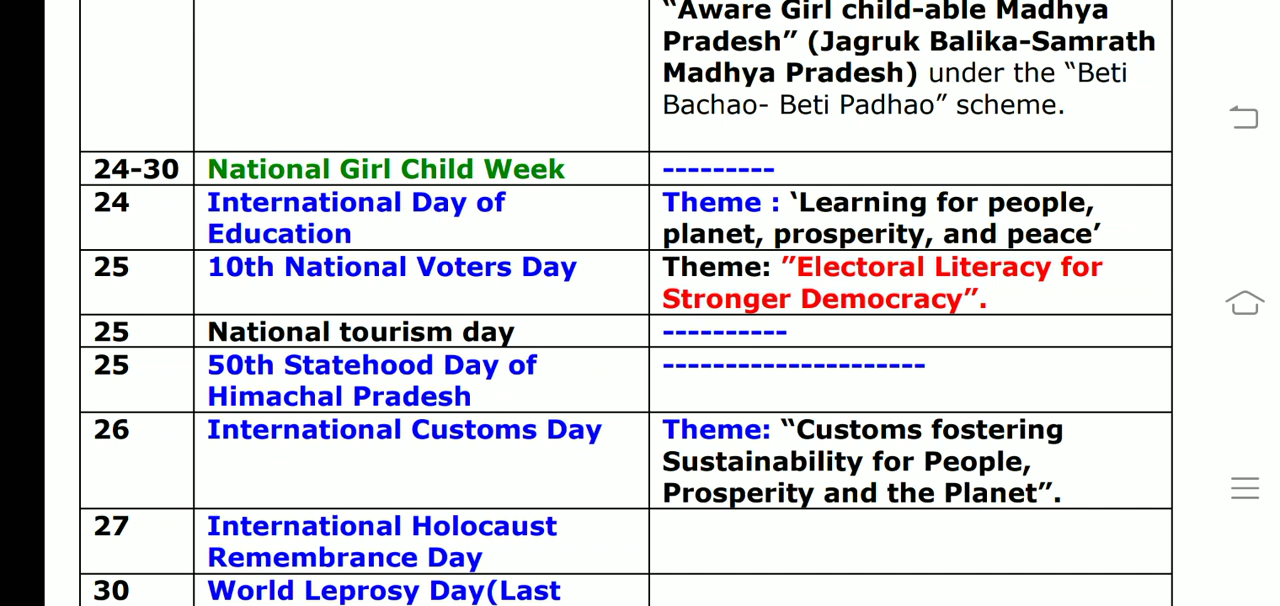 “Aware Girl child-able Madhya
Pradesh” (Jagruk Balika-Samrath
Madhya Pradesh) under the “Beti
Bachao- Beti Padhao” scheme.
24-30 National Girl Child Week ---------
24 International Day of Education Theme : ‘Learning for people,
planet, prosperity, and peace’
25 10th National Voters Day Theme: ”Electoral Literacy for
Stronger Democracy”.
25 National tourism day ----------
25 50th Statehood Day of ---------------------
Himachal Pradesh
26 International Customs Day Theme: “Customs fostering
Sustainability for People,
Prosperity and the Planet”.
27 International Holocaust
Remembrance Day
30 World Leprosy Day(Last